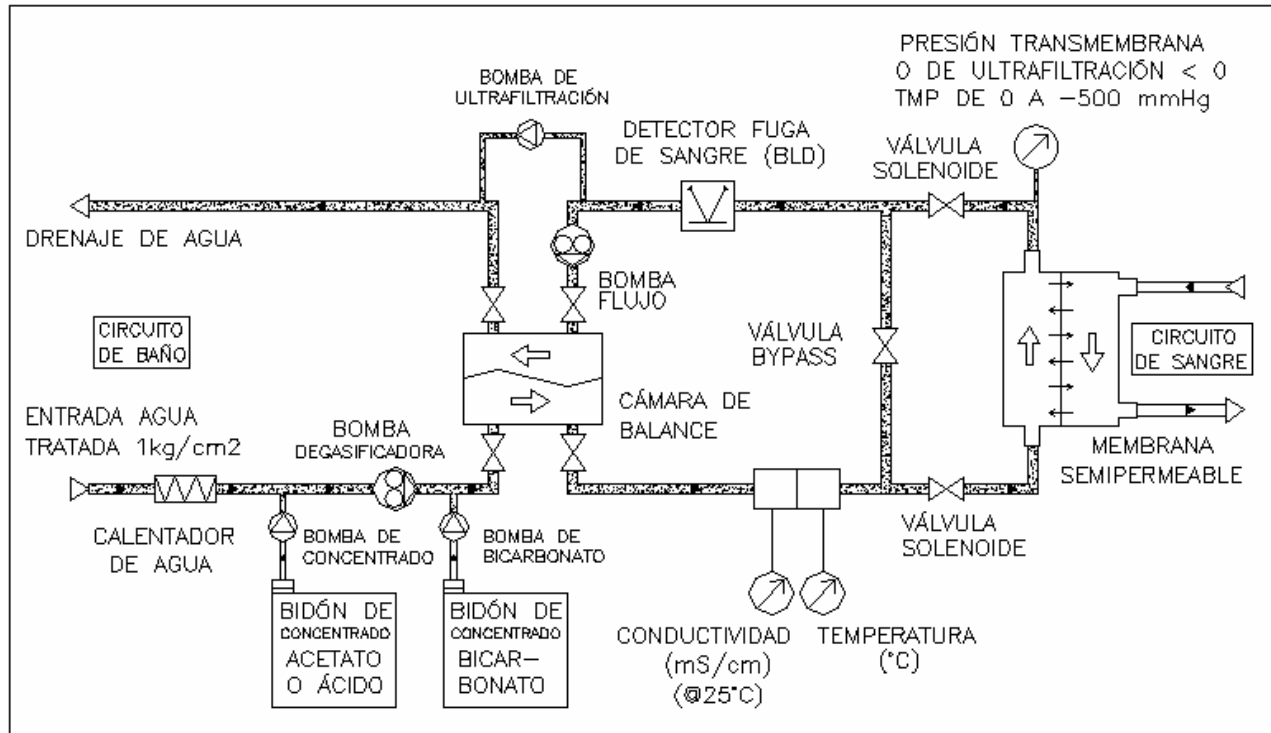 PRESIÓN TRANSMEMBRANA
O DE ULTRAFILTRACIÓN < 0
TMP DE 0 A -500 mmHg
BOMBA DE
ULTRAFILTRACIÓN
DETECTOR FUGA
DE SANGRE (BLD)
VÁLVULA
SOLENOIDE
DRENAJE DE AGUA
BOMBA
FLUJO
CIRCUITO
DE BAÑO
VÁLVULA
BYPASS
CIRCUITO
DE SANGRE
ENTRADA AGUA
TRATADA 1kg/cm2
BOMBA
DEGASIFICADORA
CÁMARA DE
BALANCE
MEMBRANA
SEMIPERMEABLE
CALENTADOR
DE AGUA
BOMBA DE
CONCENTRADO
BOMBA DE
BICARBONATO
VÁLVULA
SOLENOIDE
BIDÓN DE
CONCENTRADO
ACETATO
O ÁCIDO
BIDÓN DE
CONCENTRADO
BICAR-
BONATO
CONDUCTIVIDAD
(mS/cm)
(@25°C)
TEMPERATURA
(°C)